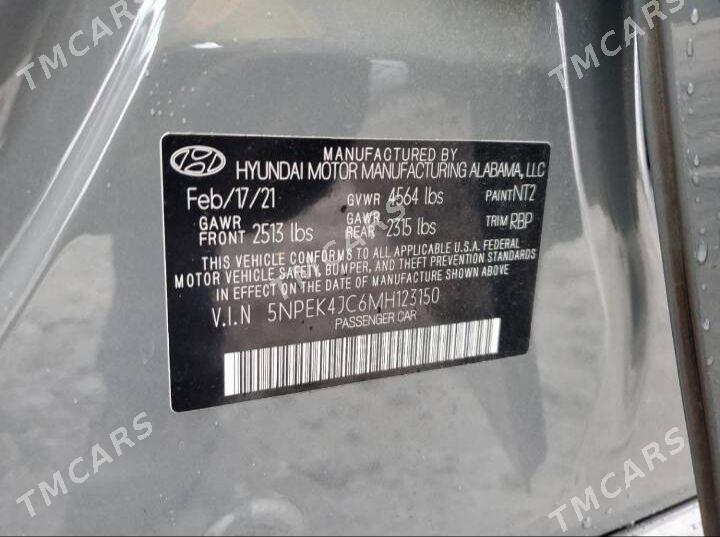 TMCARS
TMCARS
TMCARS
MANUFACTURED BY
HYUNDAI MOTOR MANUFACTURING ALABAMA, LLC
Feb/17/21 GVWR 4564 lbs PAINT NT2
GAWR FRONT 2513 lbs GAWR REAR 2315 lbs TRIM RBP
THIS VEHICLE CONFORMS TO ALL APPLICABLE U.S.A. FEDERAL
MOTOR VEHICLE SAFETY, BUMPER, AND THEFT PREVENTION STANDARDS
IN EFFECT ON THE DATE OF MANUFACTURE SHOWN ABOVE
V.I.N 5NPEK4JC6MH123150
PASSENGER CAR
TMCARS
TMCARS
TMCARS
TMCARS